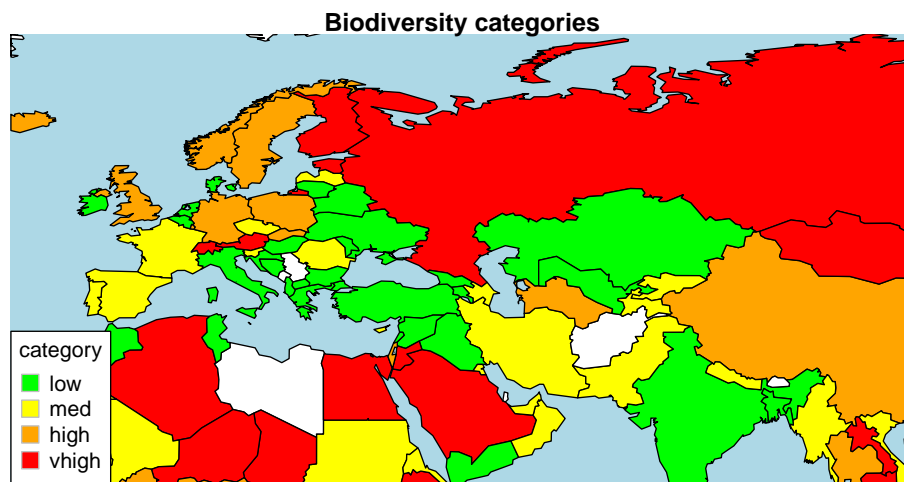 Biodiversity categories
category
low
med
high
vhigh